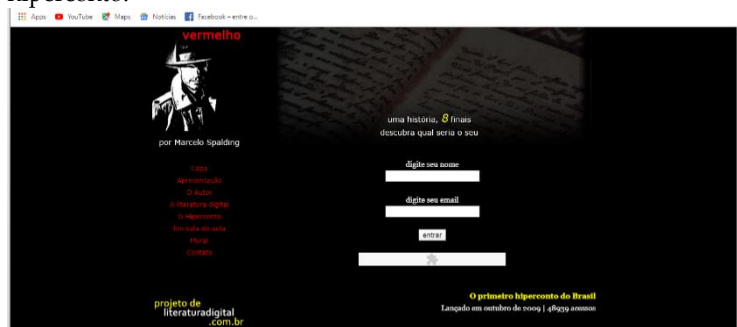 hiperconto.
Apps YouTube Maps Notícias Facebook – entre o...
vermelho
uma história, 8 finais
descubra qual seria o seu
por Marcelo Spalding
digite seu nome
Capa
Apresentação
O Autor
digite seu email
A literatura digital
O Hiperconto
Em sala de aula
entrar
Mural
Contato
O primeiro hiperconto do Brasil
projeto de
literaturadigital
.com.br
Lançado em outubro de 2009 | 48939 acessos